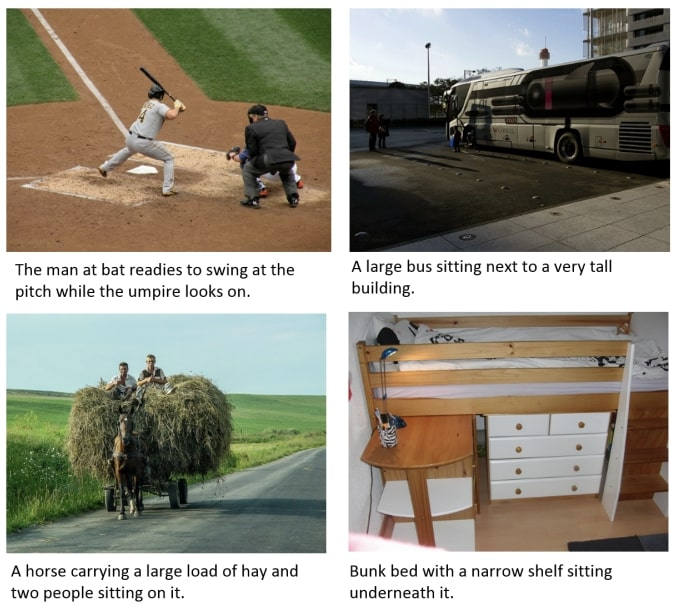 The man at bat readies to swing at the
pitch while the umpire looks on.
A large bus sitting next to a very tall
building.
A horse carrying a large load of hay and
two people sitting on it.
Bunk bed with a narrow shelf sitting
underneath it.